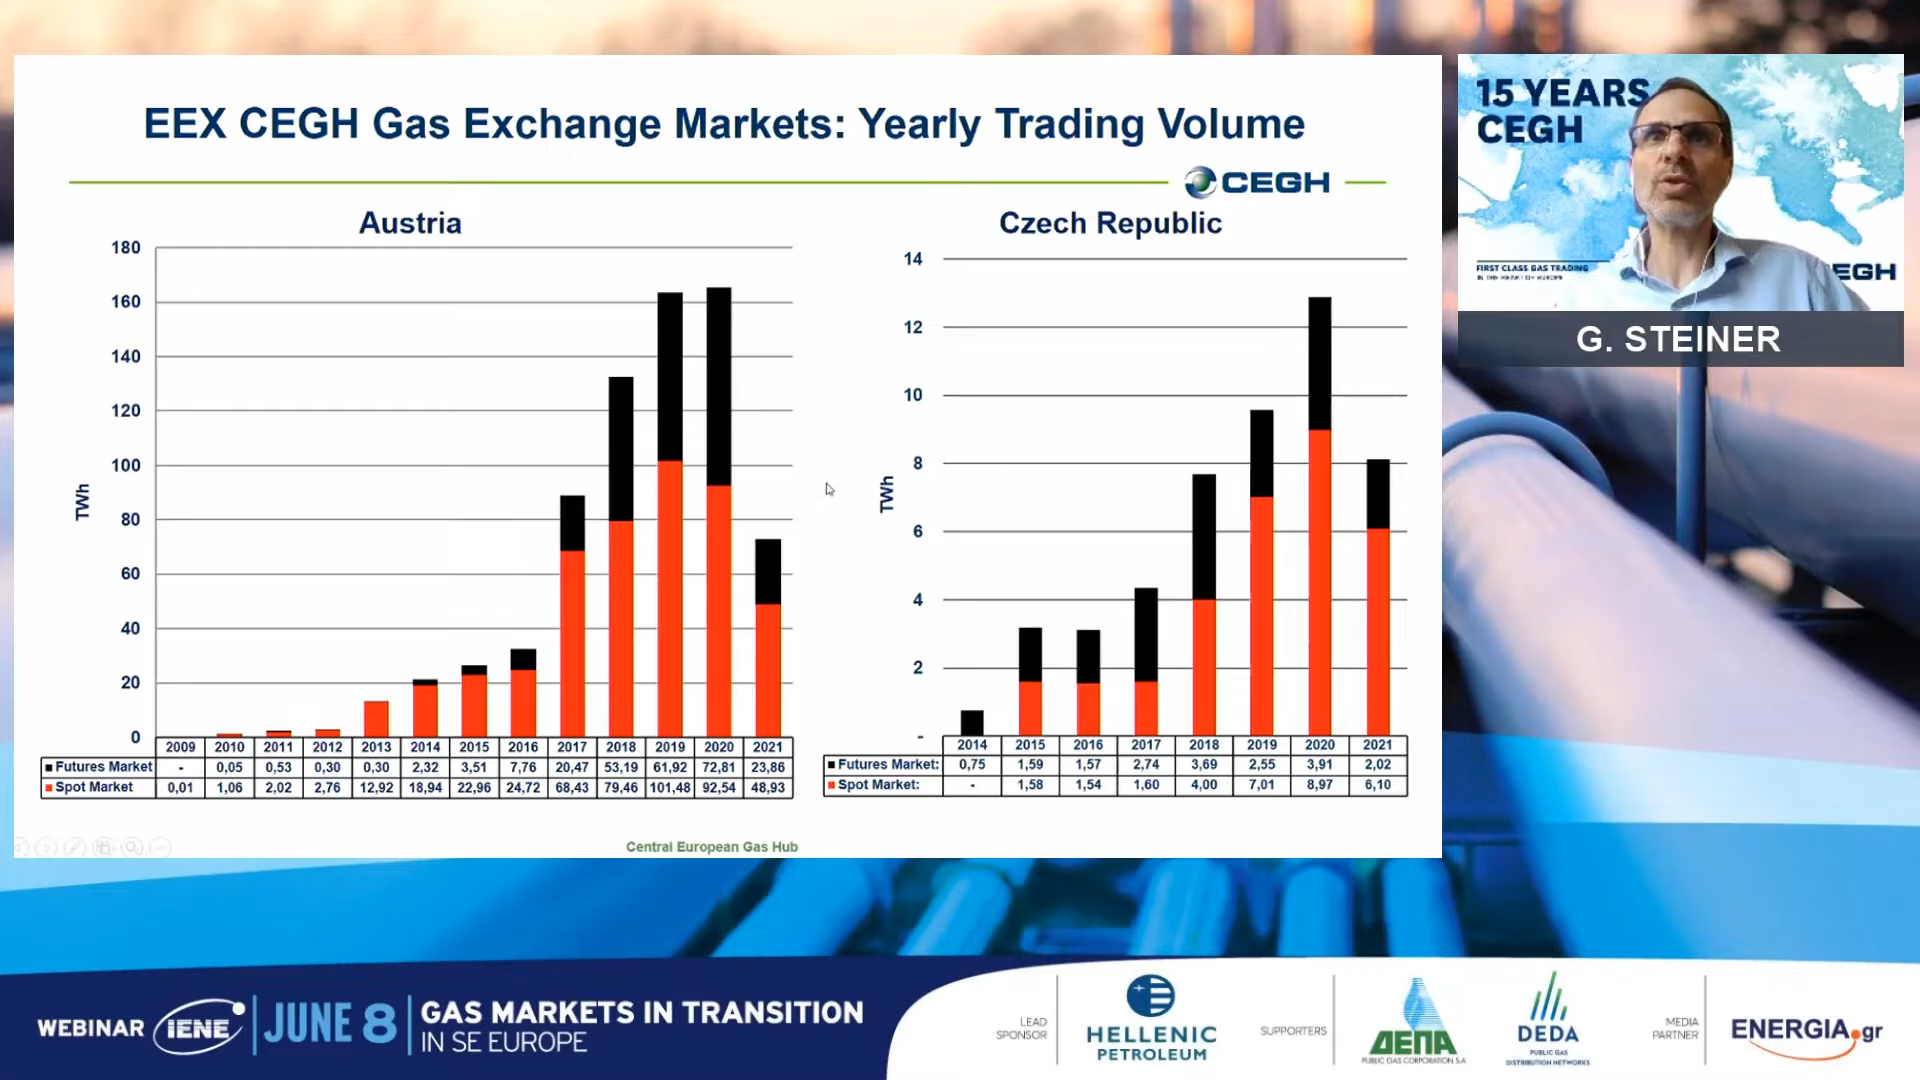 EEX CEGH Gas Exchange Markets: Yearly Trading Volume
CEGH
Austria
180
160
140
120
100
80
60
40
20
0
TWh
2009 2010 2011 2012 2013 2014 2015 2016 2017 2018 2019 2020 2021
Futures Market - 0,05 0,53 0,30 0,30 2,32 3,51 7,76 20,47 53,19 61,92 72,81 23,86
Spot Market 0,01 1,06 2,02 2,76 12,92 18,94 22,96 24,72 68,43 79,46 101,48 92,54 48,93
Czech Republic
14
12
10
8
6
4
2
-
TWh
2014 2015 2016 2017 2018 2019 2020 2021
Futures Market: 0,75 1,59 1,57 2,74 3,69 2,55 3,91 2,02
Spot Market: - 1,58 1,54 1,60 4,00 7,01 8,97 6,10
Central European Gas Hub
15 YEARS
CEGH
FIRST CLASS GAS TRADING
EGH
G. STEINER
WEBINAR
IENE
JUNE 8
GAS MARKETS IN TRANSITION
IN SE EUROPE
LEAD
SPONSOR
HELLENIC
PETROLEUM
SUPPORTERS
ΔΕΠΑ
PUBLIC GAS CORPORATION S.A
DEDA
PUBLIC GAS
DISTRIBUTION NETWORKS
MEDIA
PARTNER
ENERGIA.gr